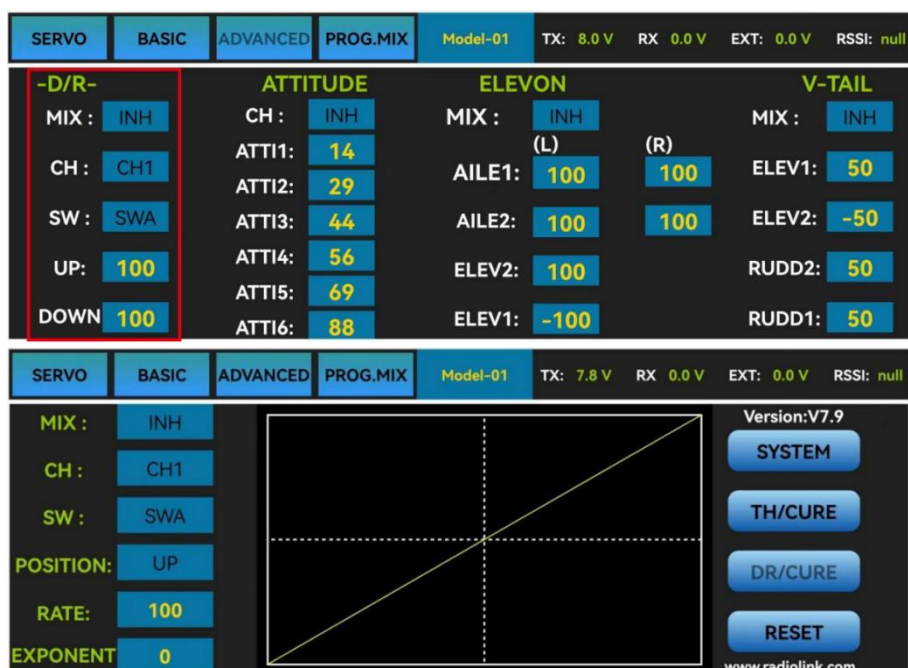 SERVO BASIC ADVANCED PROG.MIX Model-01 TX: 8.0 V RX 0.0 V EXT: 0.0 V RSSI: null
-D/R-
MIX : INH
CH : CH1
SW : SWA
UP: 100
DOWN 100
ATTITUDE
CH : INH
ATTI1: 14
ATTI2: 29
ATTI3: 44
ATTI4: 56
ATTI5: 69
ATTI6: 88
ELEVON
MIX : INH
(L) (R)
AILE1: 100 100
AILE2: 100 100
ELEV2: 100
ELEV1: -100
V-TAIL
MIX : INH
ELEV1: 50
ELEV2: -50
RUDD2: 50
RUDD1: 50
SERVO BASIC ADVANCED PROG.MIX Model-01 TX: 7.8 V RX 0.0 V EXT: 0.0 V RSSI: null
MIX : INH
CH : CH1
SW : SWA
POSITION: UP
RATE: 100
EXPONENT 0
Version:V7.9
SYSTEM
TH/CURE
DR/CURE
RESET
www.radiolink.com